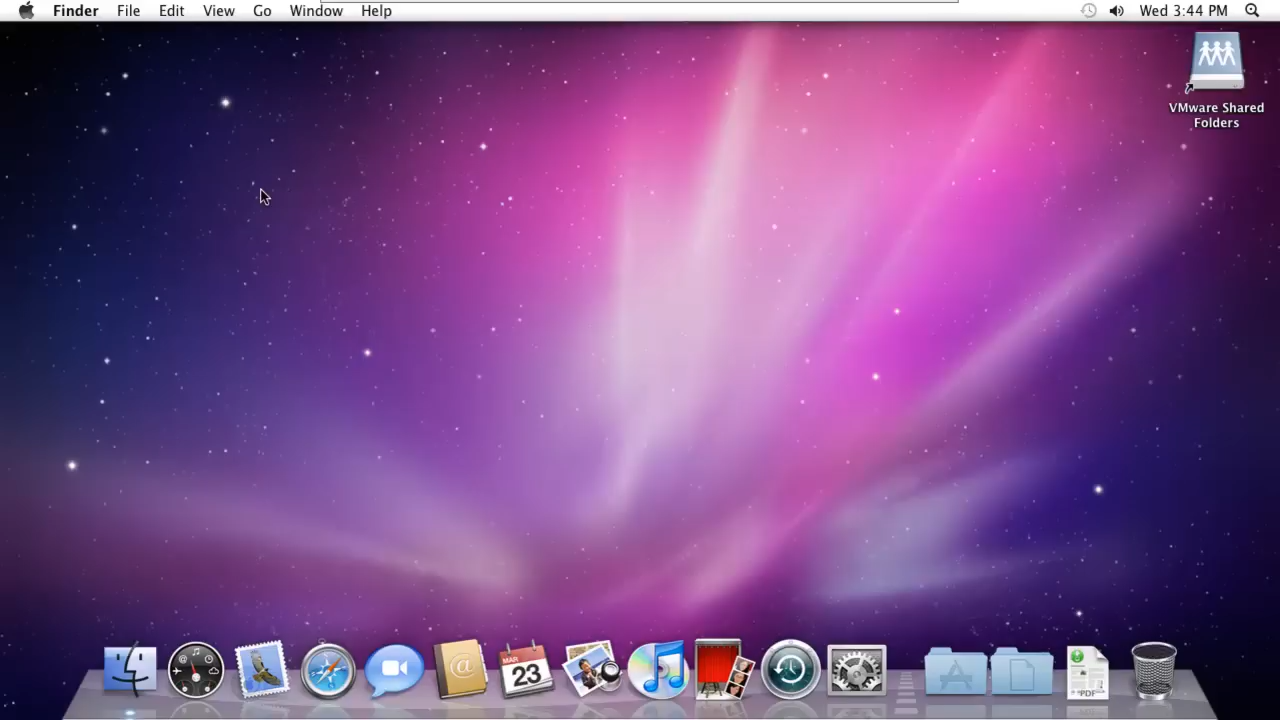 Finder File Edit View Go Window Help Wed 3:44 PM
VMware Shared
Folders
MAR
23
PDF